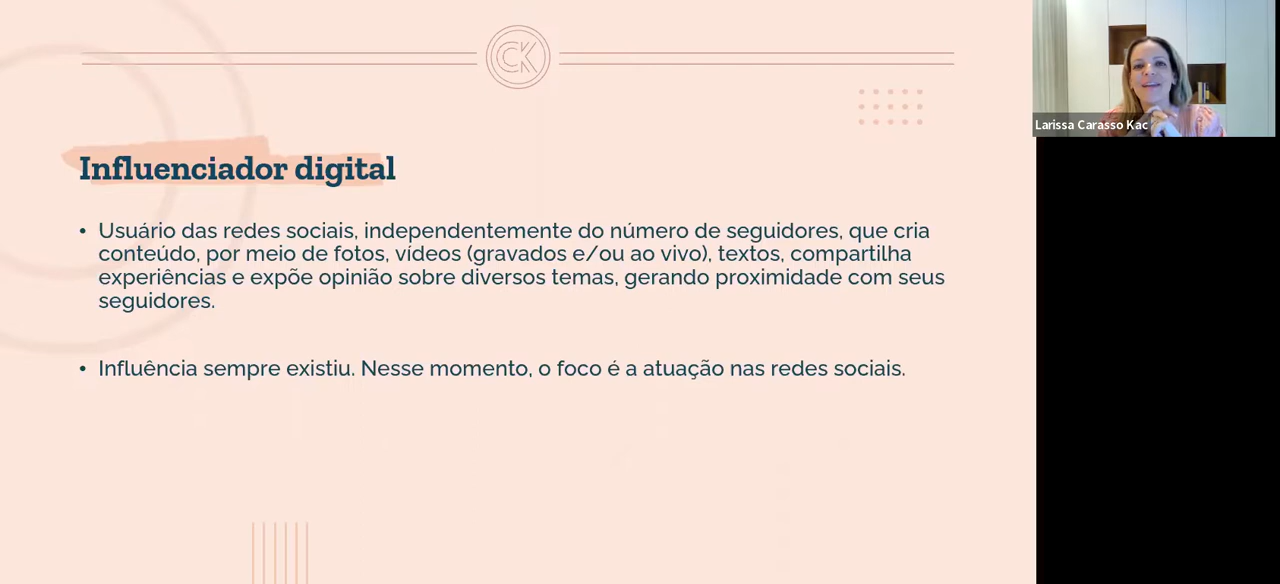 CK
Influenciador digital
• Usuário das redes sociais, independentemente do número de seguidores, que cria
conteúdo, por meio de fotos, vídeos (gravados e/ou ao vivo), textos, compartilha
experiências e expõe opinião sobre diversos temas, gerando proximidade com seus
seguidores.
• Influência sempre existiu. Nesse momento, o foco é a atuação nas redes sociais.
Larissa Carasso Kac